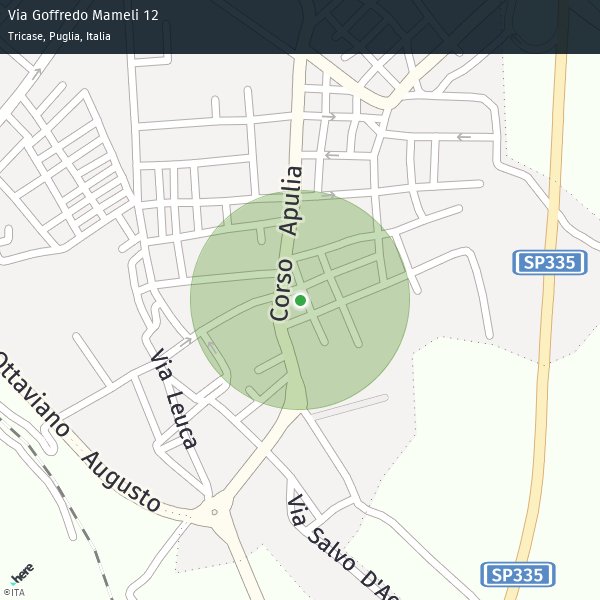 Via Goffredo Mameli 12
Tricase, Puglia, Italia
Corso Apulia
SP335
Via Leuca
Ottaviano Augusto
Via Salvo D'Ac
SP335
here
©ITA